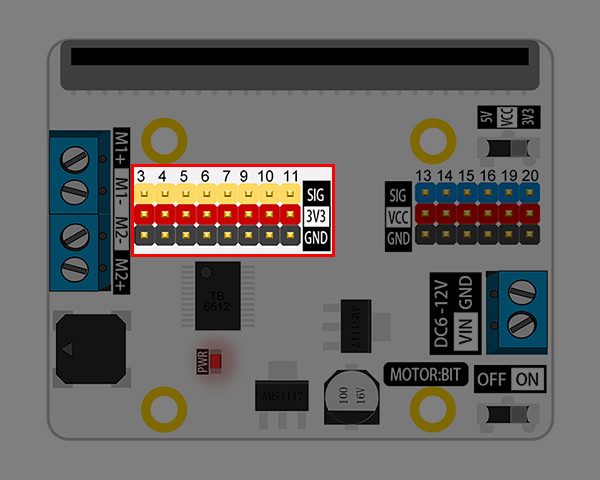 5V VCC 3V3
M1+
M1-
M2-
M2+
3 4 5 6 7 9 10 11
SIG
3V3
GND
13 14 15 16 19 20
SIG
VCC
GND
TB
6612
PWR
AMS1117
AMS1117
100
16V
DC6-12V
VIN GND
MOTOR:BIT
OFF ON